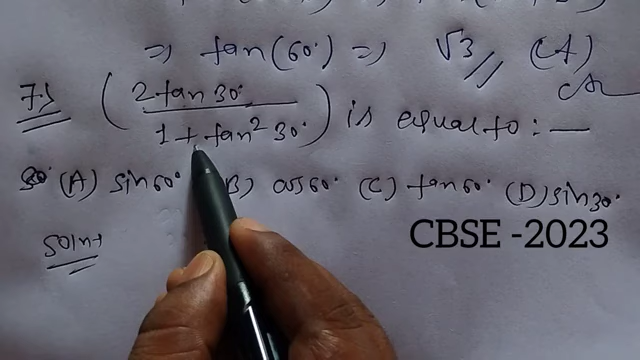 => tan(60° => √3 (A)
7.) (2 tan 30° / 1 + tan² 30°) is equal to : —
(A) sin60° B) cos60° (C) tan60° (D) sin30°
CBSE -2023
Soln: